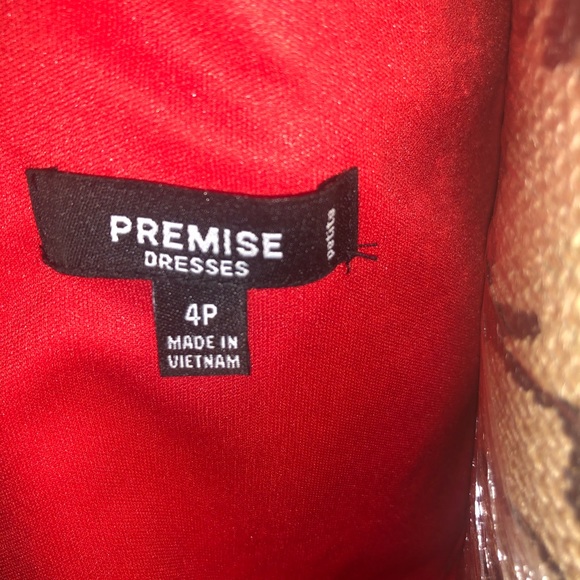 PREMISE
DRESSES
petite
4P
MADE IN
VIETNAM